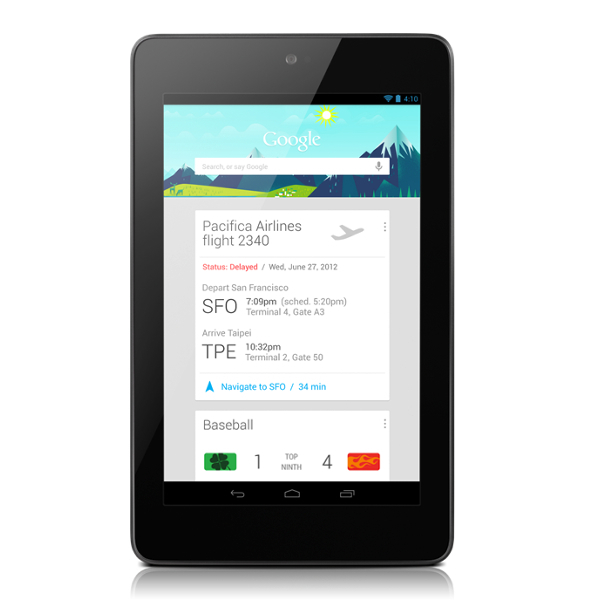 4:10
Google
Search, or say Google
Pacifica Airlines
flight 2340
Status: Delayed / Wed, June 27, 2012
Depart San Francisco
SFO 7:09pm (sched. 5:20pm)
Terminal 4, Gate A3
Arrive Taipei
TPE 10:32pm
Terminal 2, Gate 50
Navigate to SFO / 34 min
Baseball
1 TOP 4
NINTH